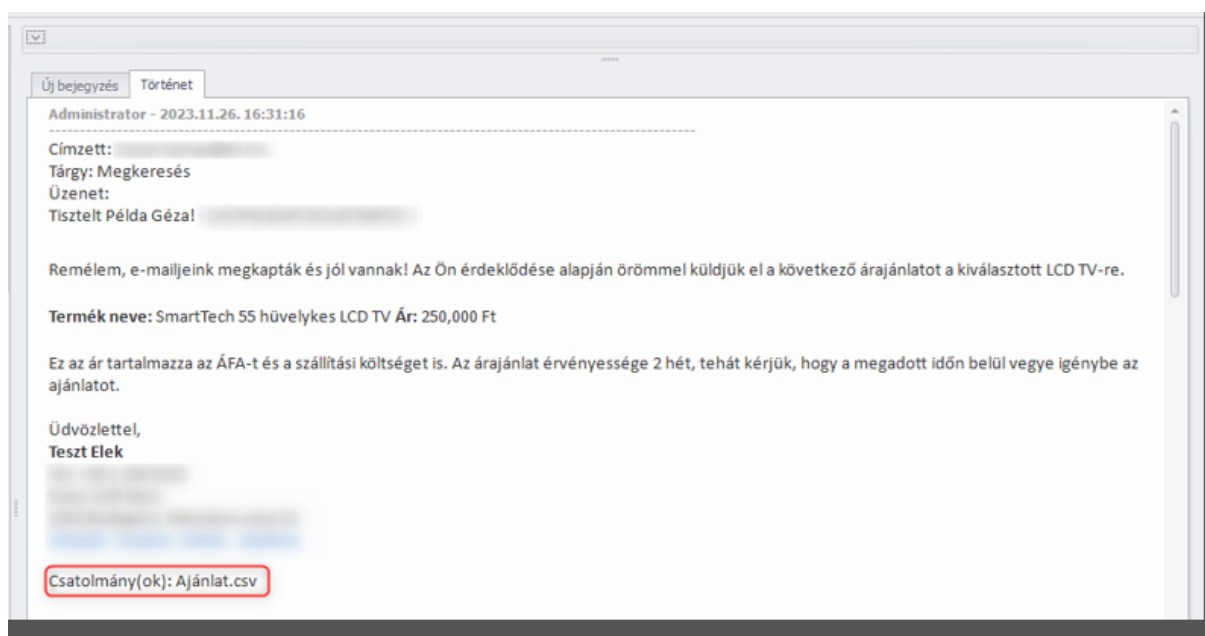 Új bejegyzés Történet
Administrator - 2023.11.26. 16:31:16
Címzett:
Tárgy: Megkeresés
Üzenet:
Tisztelt Példa Géza!
Remélem, e-mailjeink megkapták és jól vannak! Az Ön érdeklődése alapján örömmel küldjük el a következő árajánlatot a kiválasztott LCD TV-re.
Termék neve: SmartTech 55 hüvelykes LCD TV Ár: 250,000 Ft
Ez az ár tartalmazza az ÁFA-t és a szállítási költséget is. Az árajánlat érvényessége 2 hét, tehát kérjük, hogy a megadott időn belül vegye igénybe az
ajánlatot.
Üdvözlettel,
Teszt Elek
Csatolmány(ok): Ajánlat.csv